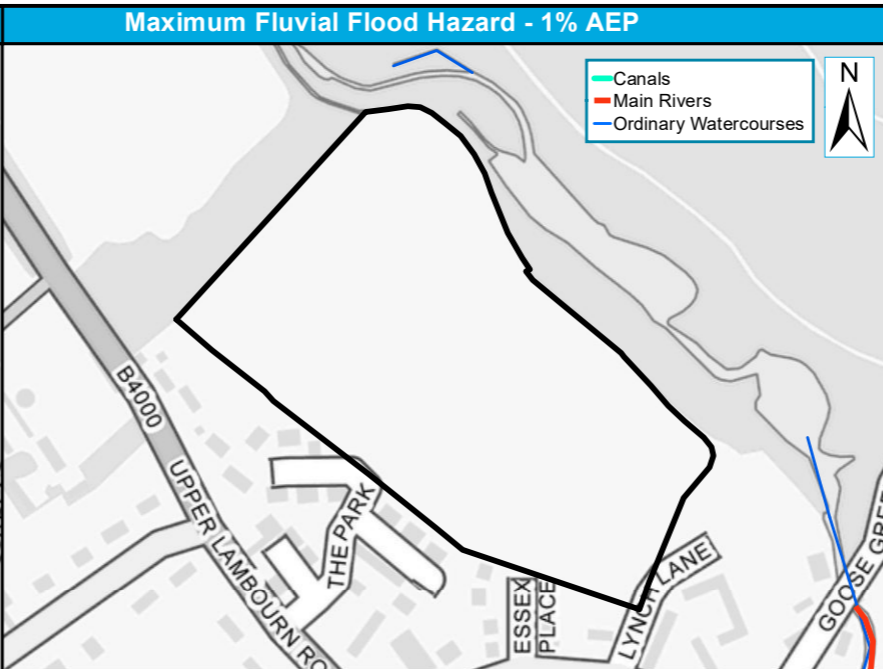 Maximum Fluvial Flood Hazard - 1% AEP
Canals
Main Rivers
Ordinary Watercourses
N
B4000
UPPER LAMBOURN RO
THE PARK
ESSEX
PLACE
LYNCH LANE
GOOSE GREE